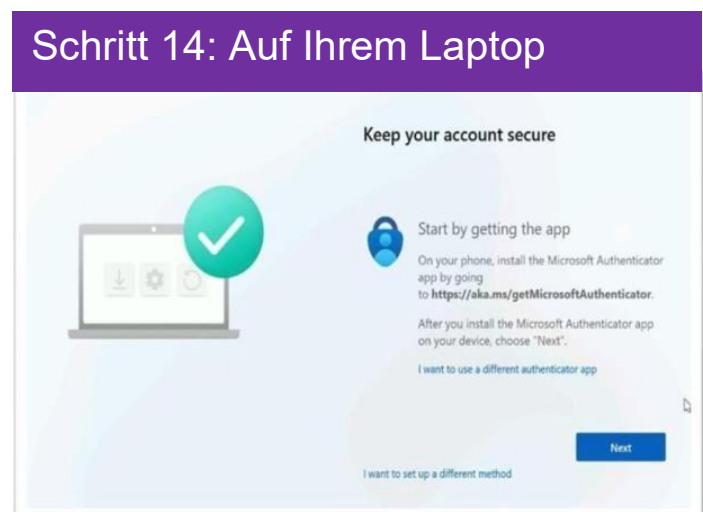 Schritt 14: Auf Ihrem Laptop
Keep your account secure
Start by getting the app
On your phone, install the Microsoft Authenticator
app by going
to https://aka.ms/getMicrosoftAuthenticator.
After you install the Microsoft Authenticator app
on your device, choose "Next".
I want to use a different authenticator app
Next
I want to set up a different method